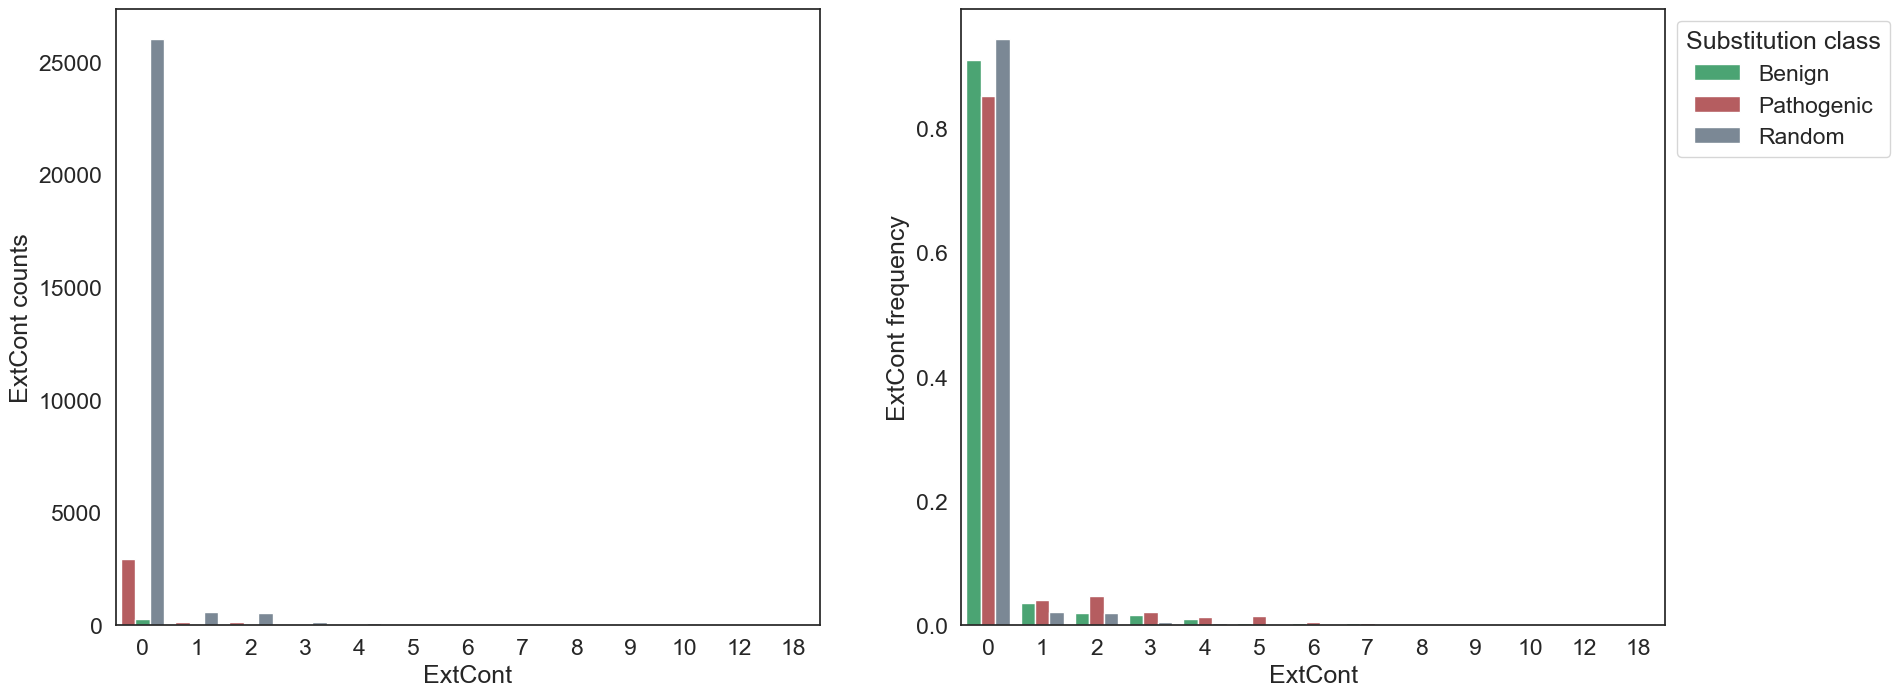 ExtCont counts
25000
20000
15000
10000
5000
0
0 1 2 3 4 5 6 7 8 9 10 12 18
ExtCont
ExtCont frequency
0.8
0.6
0.4
0.2
0.0
0 1 2 3 4 5 6 7 8 9 10 12 18
ExtCont
Substitution class
Benign
Pathogenic
Random